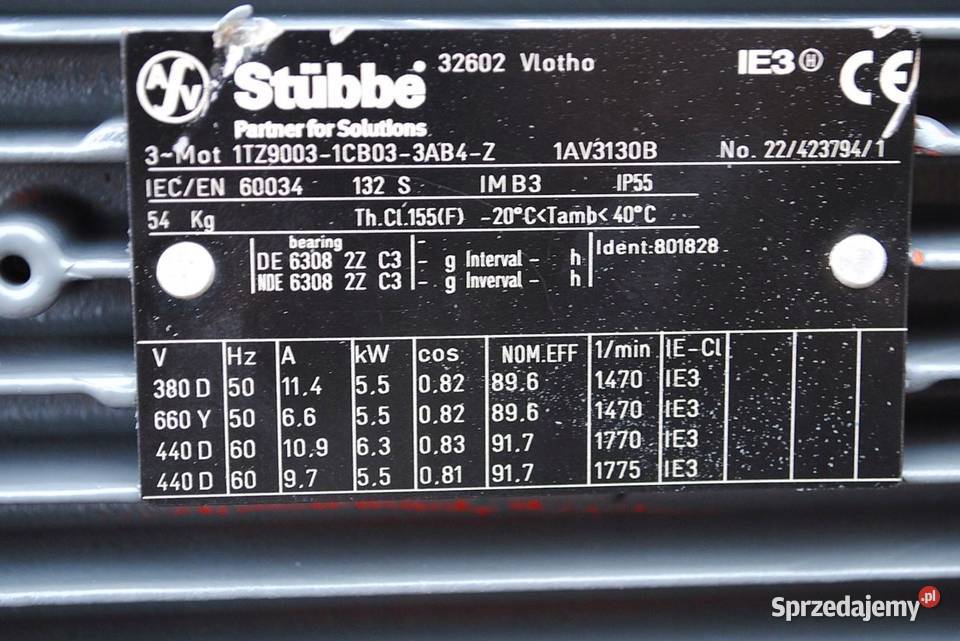 ASV Stübbe 32602 Vlotho IE3 H CE
Partner for Solutions
3~Mot 1TZ9003-1CB03-3AB4-Z 1AV3130B No. 22/423794/1
IEC/EN 60034 132 S IM B3 IP55
54 Kg Th.Cl.155(F) -20°C<Tamb<40°C
bearing
DE 6308 2Z C3 - g Interval - h Ident:801828
NDE 6308 2Z C3 - g Inverval - h
V Hz A kW cos NOM.EFF 1/min IE-Cl
380 D 50 11.4 5.5 0.82 89.6 1470 IE3
660 Y 50 6.6 5.5 0.82 89.6 1470 IE3
440 D 60 10.9 6.3 0.83 91.7 1770 IE3
440 D 60 9.7 5.5 0.81 91.7 1775 IE3
Sprzedajemy.pl